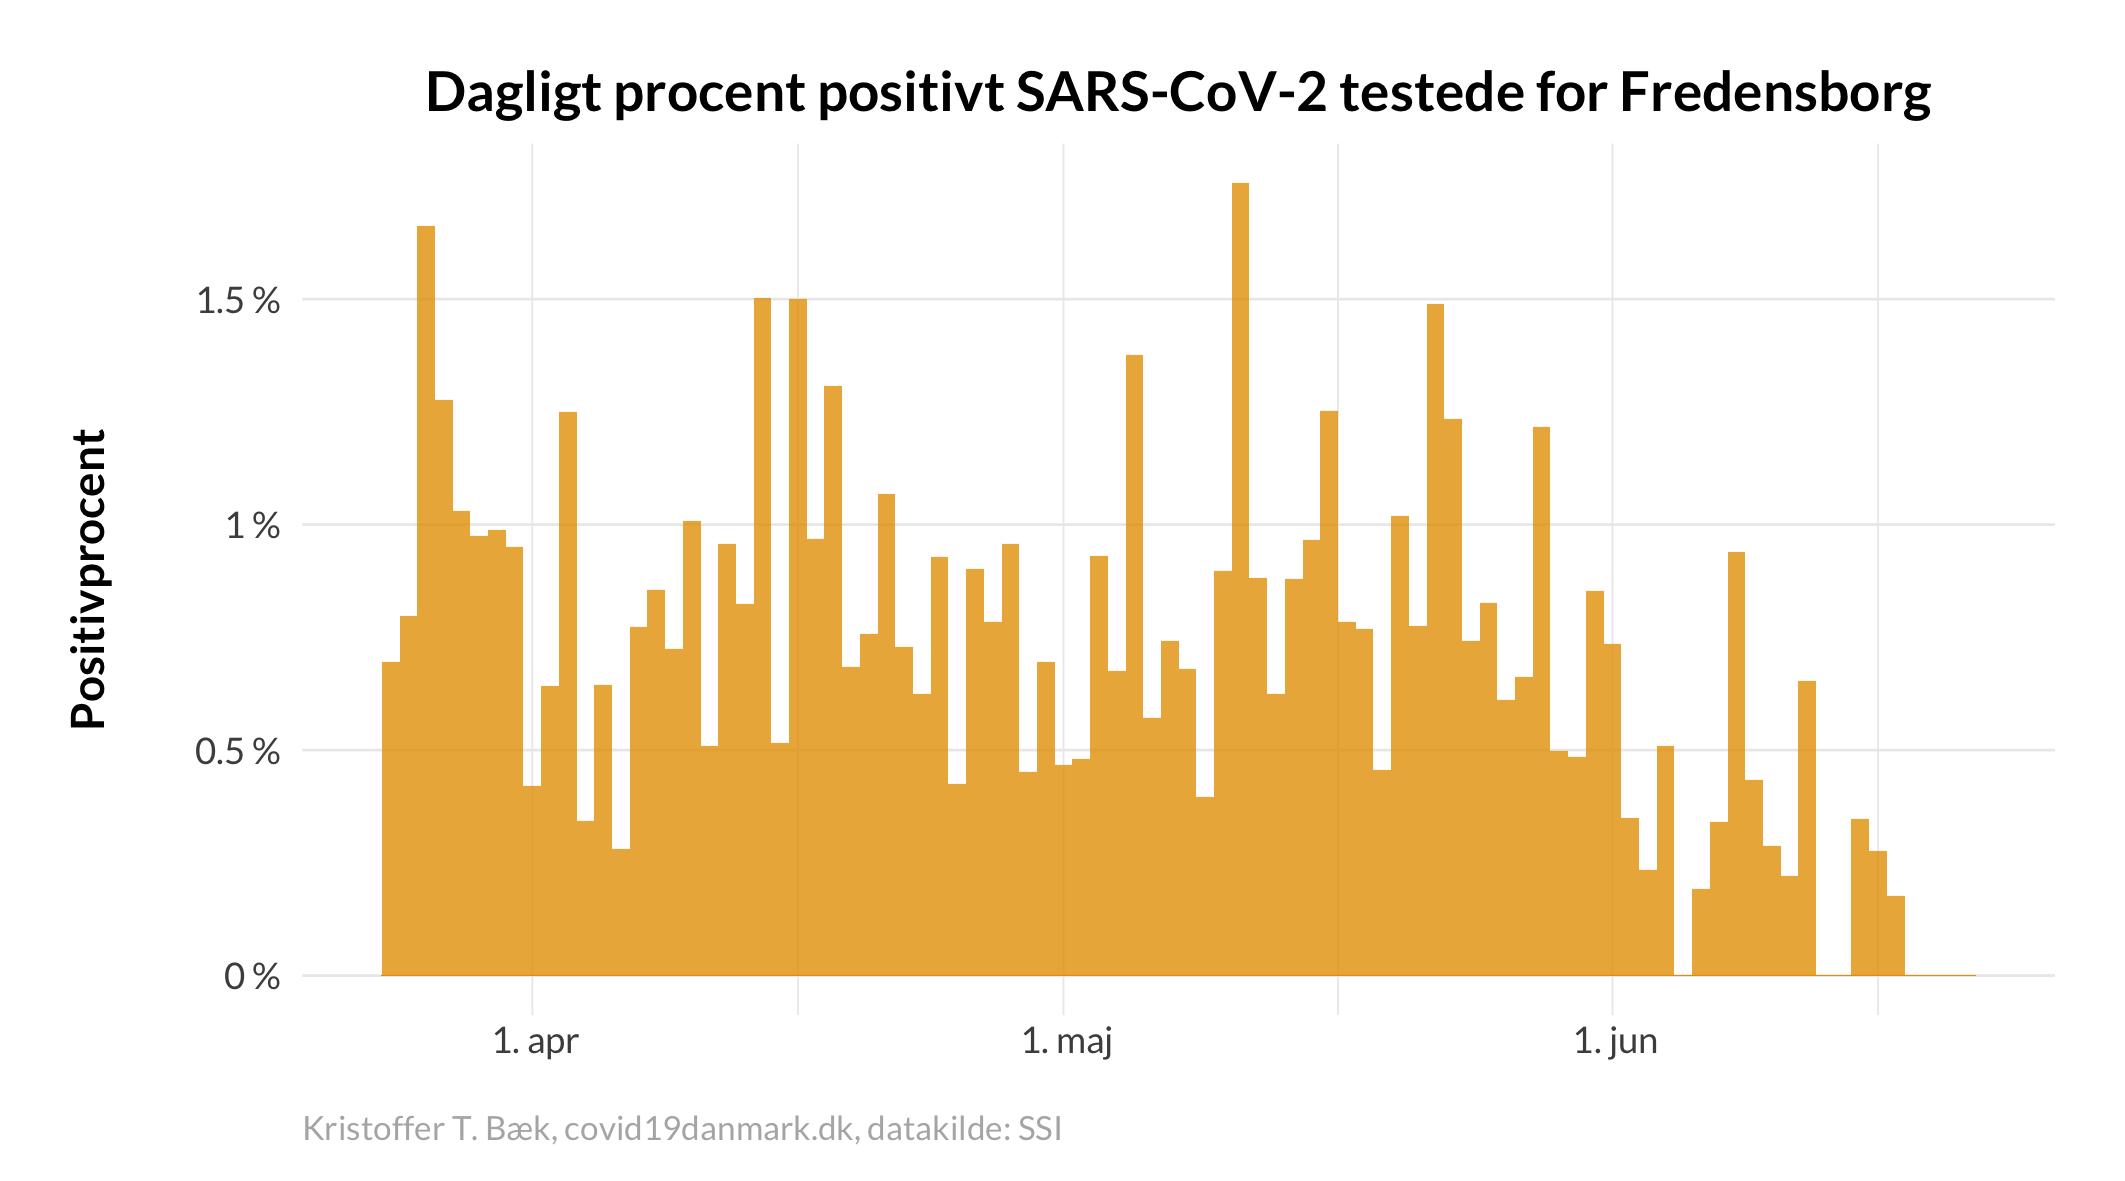 Dagligt procent positivt SARS-CoV-2 testede for Fredensborg
Positivprocent
1.5 %
1 %
0.5 %
0 %
1. apr
1. maj
1. jun
Kristoffer T. Bæk, covid19danmark.dk, datakilde: SSI